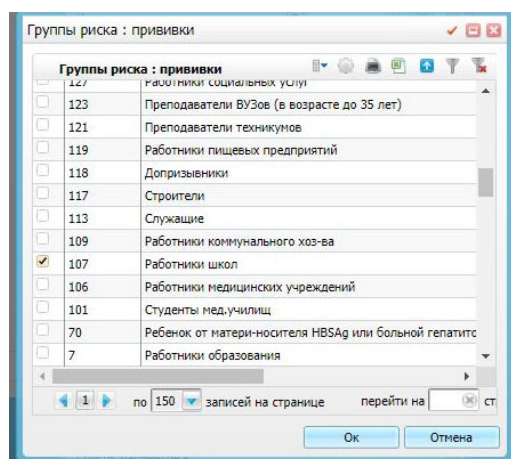 Группы риска : прививки
Группы риска : прививки
127 Работники социальных услуг
123 Преподаватели ВУЗов (в возрасте до 35 лет)
121 Преподаватели техникумов
119 Работники пищевых предприятий
118 Допризывники
117 Строители
113 Служащие
109 Работники коммунального хоз-ва
107 Работники школ
106 Работники медицинских учреждений
101 Студенты мед.училищ
70 Ребенок от матери-носителя HBSAg или больной гепатито
7 Работники образования
1 по 150 записей на странице перейти на ст
Ок Отмена